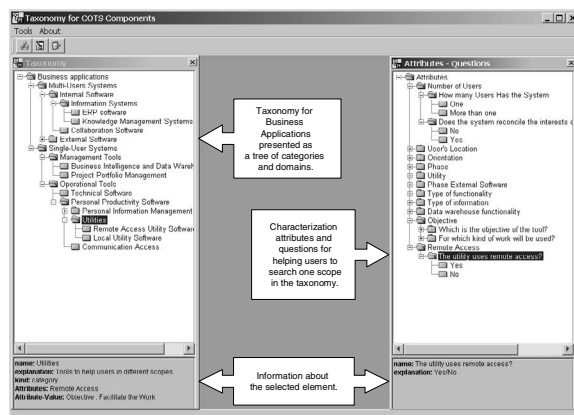 Taxonomy for COTS Components
Tools About
Taxonomy
Business applications
Multi-Users Systems
Internal Software
Information Systems
ERP software
Knowledge Management Systems
Collaboration Software
External Software
Single-User Systems
Management Tools
Business Intelligence and Data Wareh
Project Portfolio Management
Operational Tools
Technical Software
Personal Productivity Software
Personal Information Management
Utilities
Remote Access Utility Software
Local Utility Software
Communication Access
name: Utilities
explanation: Tools to help users in different scopes
kind: category
Attributes: Remote Access
Attribute-Value: Objective : Facilitate the Work
Taxonomy for
Business
Applications
presented as
a tree of categories
and domains.
Characterization
attributes and
questions for
helping users to
search one scope
in the taxonomy.
Information about
the selected element.
Attributes - Questions
Attributes
Number of Users
How many Users Has the System
One
More than one
Does the system reconcile the interests o
No
Yes
User's Location
Orientation
Phase
Utility
Phase External Software
Type of functionality
Type of information
Data warehouse functionality
Objective
Which is the objective of the tool?
For which kind of work will be used?
Remote Access
The utility uses remote access?
Yes
No
name: The utility uses remote access?
explanation: Yes/No